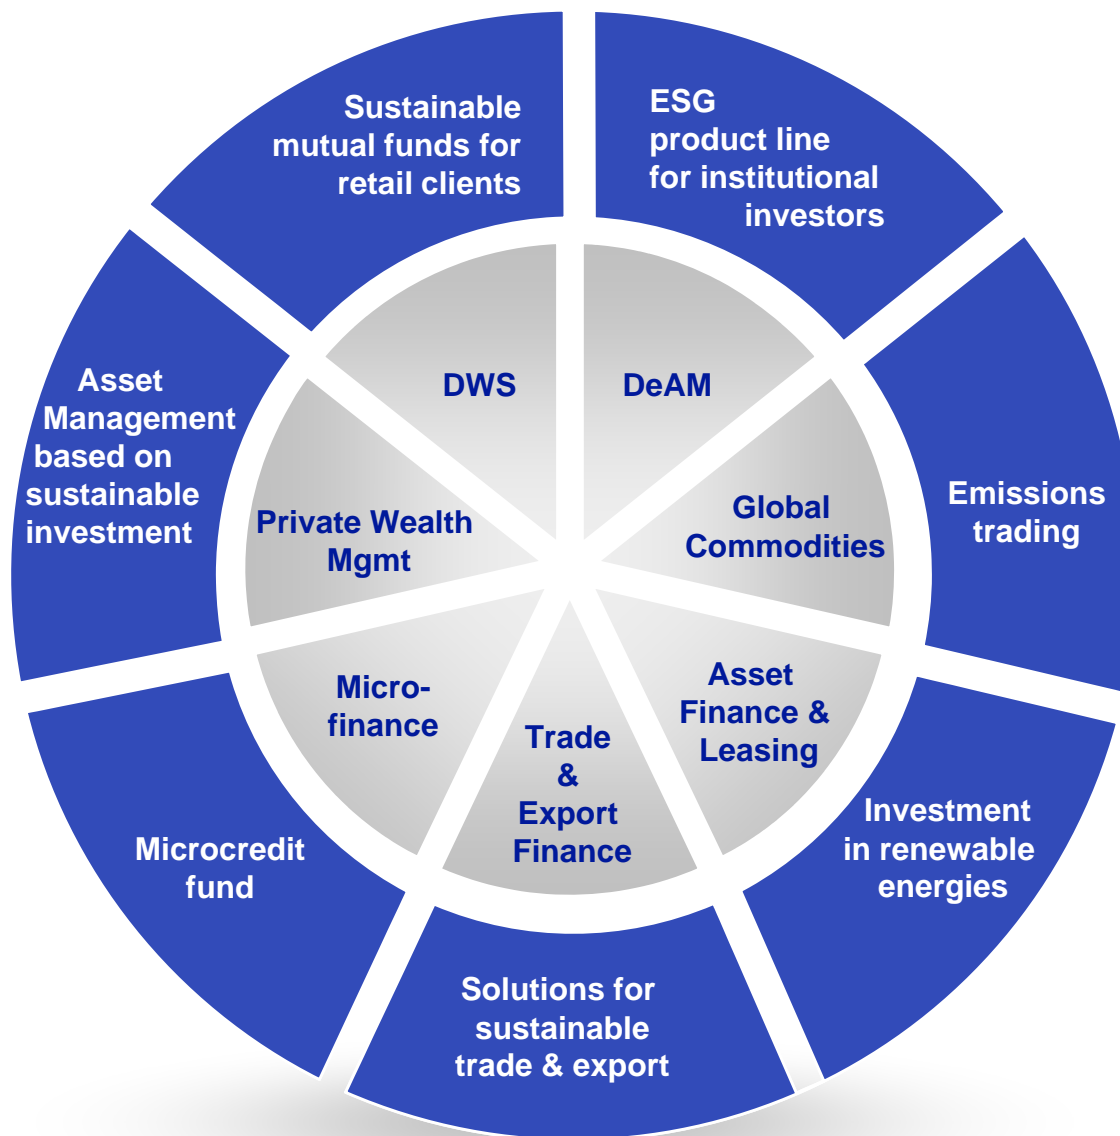 Sustainable
mutual funds for
retail clients
ESG
product line
for institutional
investors
Asset
Management
based on
sustainable
investment
DWS
DeAM
Emissions
trading
Private Wealth
Mgmt
Global
Commodities
Micro-
finance
Trade
&
Export
Finance
Asset
Finance &
Leasing
Microcredit
fund
Investment
in renewable
energies
Solutions for
sustainable
trade & export